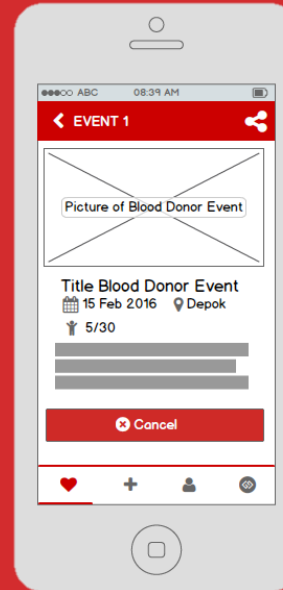 ABC 08:39 AM
EVENT 1
Picture of Blood Donor Event
Title Blood Donor Event
15 Feb 2016 Depok
5/30
Cancel